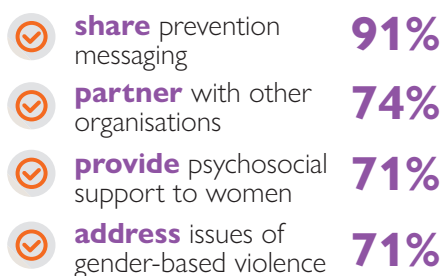 share prevention 91%
messaging
partner with other 74%
organisations
provide psychosocial 71%
support to women
address issues of 71%
gender-based violence